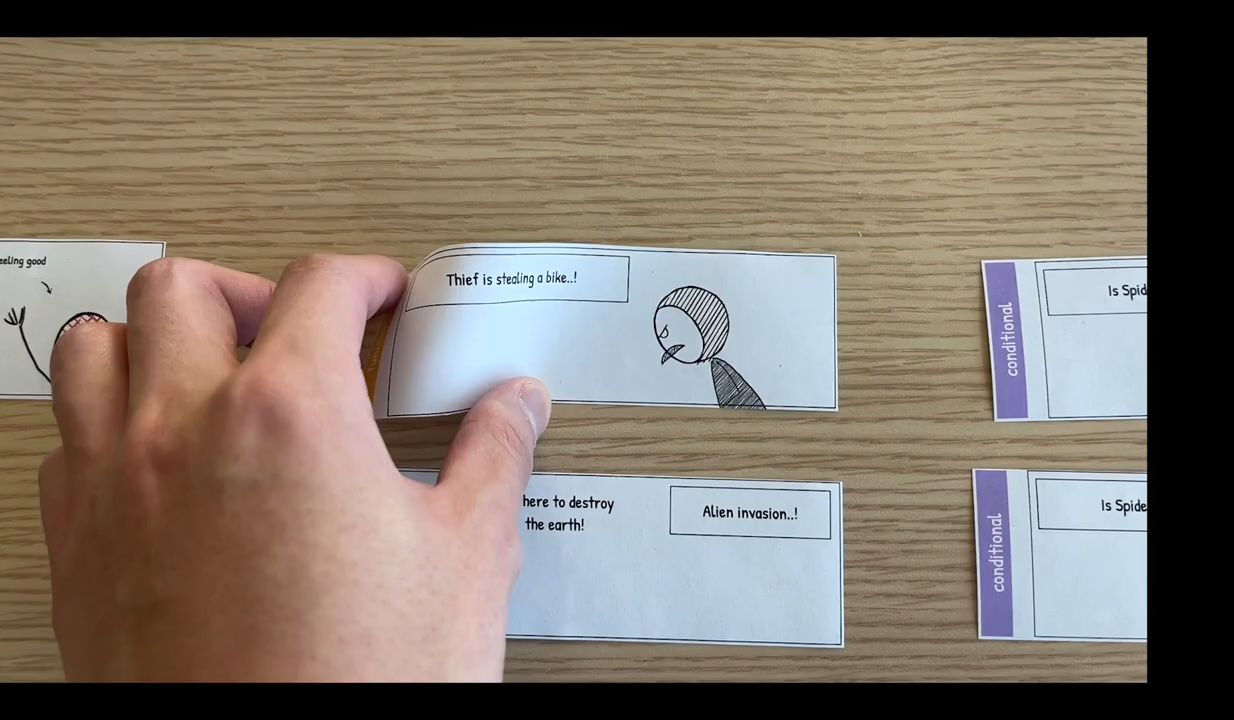 eeling good
Thief is stealing a bike..!
conditional
Is Spid
here to destroy
the earth!
Alien invasion..!
conditional
Is Spide